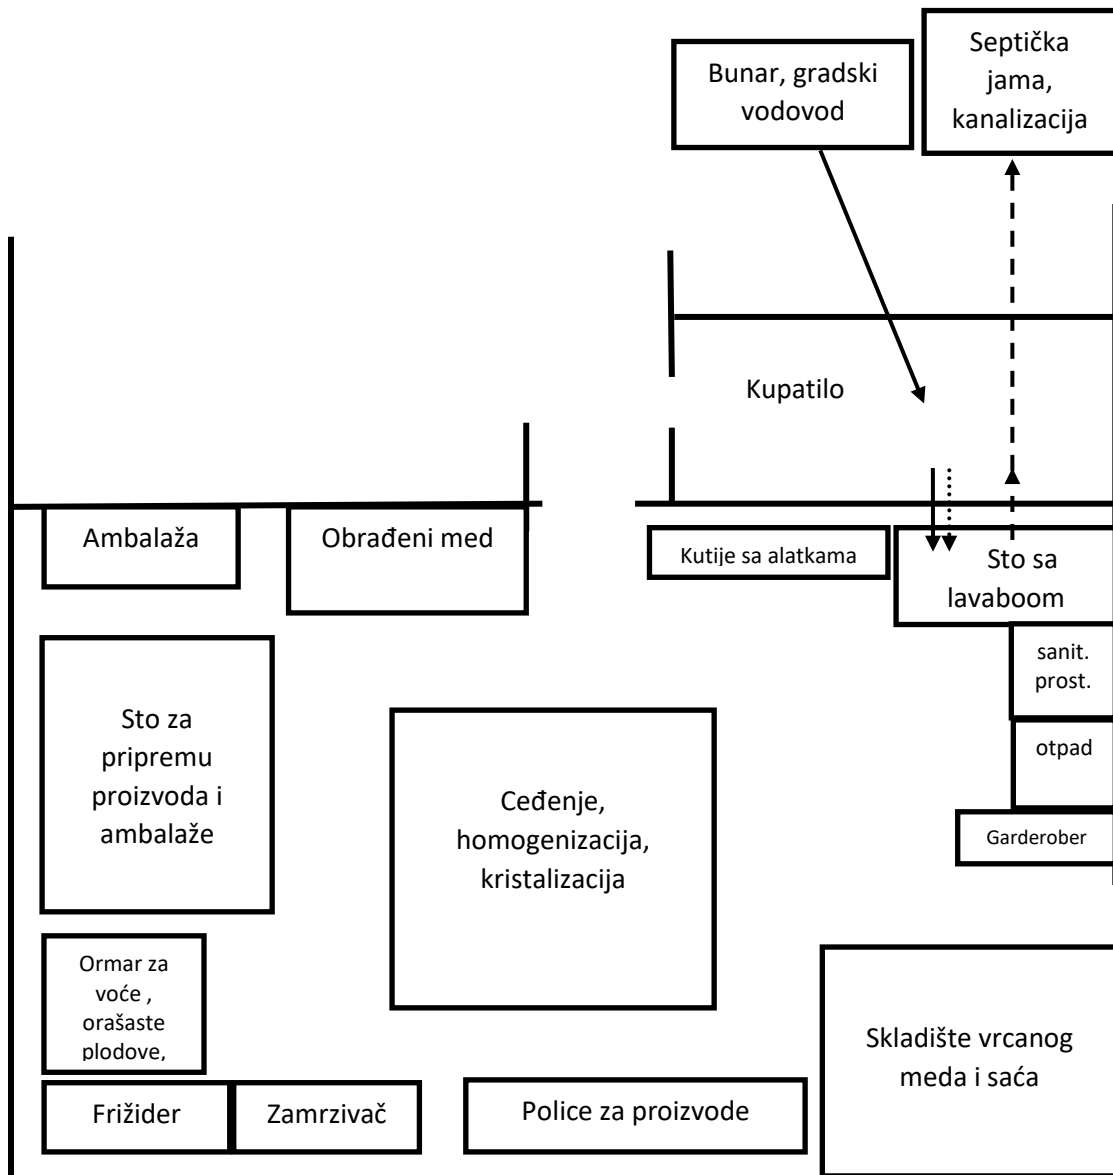 Septička
jama,
kanalizacija
Bunar, gradski
vodovod
Kupatilo
Ambalaža
Obrađeni med
Kutije sa alatkama
Sto sa
lavaboom
sanit.
prost.
otpad
Garderober
Sto za
pripremu
proizvoda i
ambalaže
Ceđenje,
homogenizacija,
kristalizacija
Ormar za
voće ,
orašaste
plodove,
Skladište vrcanog
meda i saća
Frižider
Zamrzivač
Police za proizvode